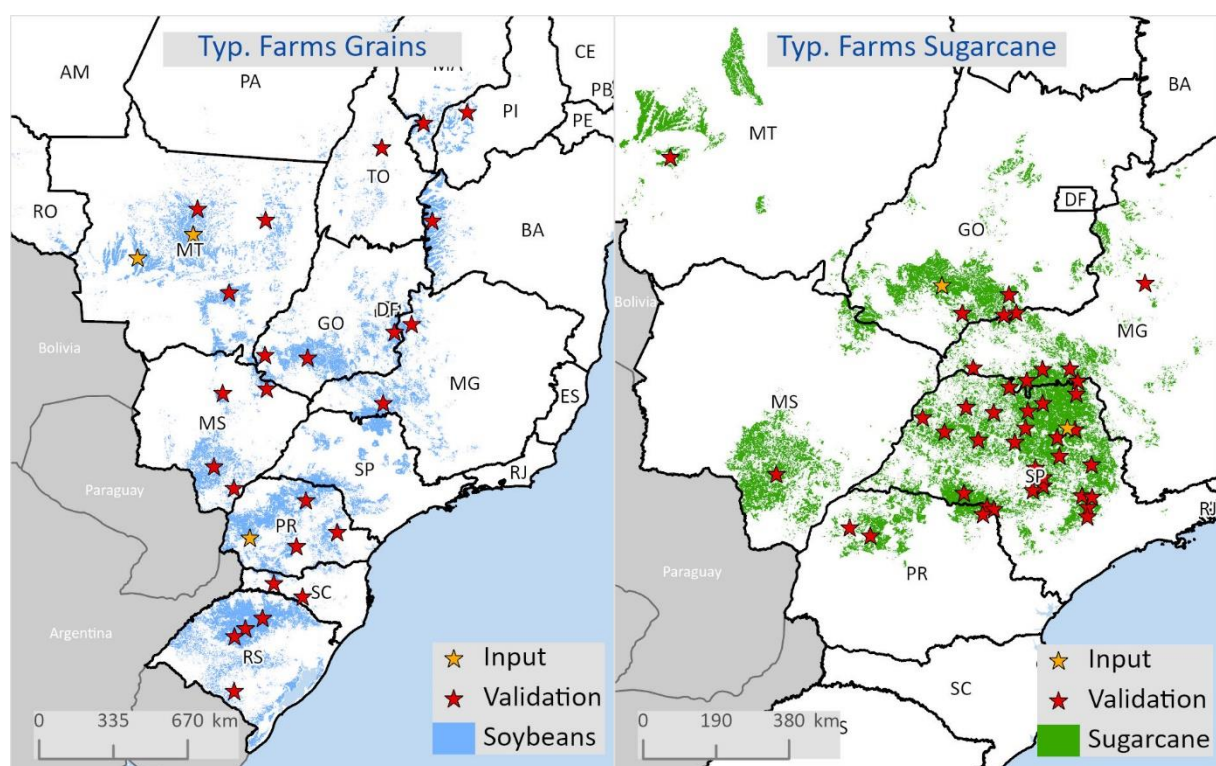 Typ. Farms Grains
AM
PA
MA
CE
PB
PI
PE
TO
RO
MT
BA
DF
GO
Bolivia
MG
ES
MS
SP
RJ
Paraguay
PR
SC
Argentina
RS
Input
Validation
Soybeans
0 335 670 km
Typ. Farms Sugarcane
BA
MT
DF
GO
Bolivia
MG
MS
SP
RJ
Paraguay
PR
SC
S
Input
Validation
Sugarcane
0 190 380 km